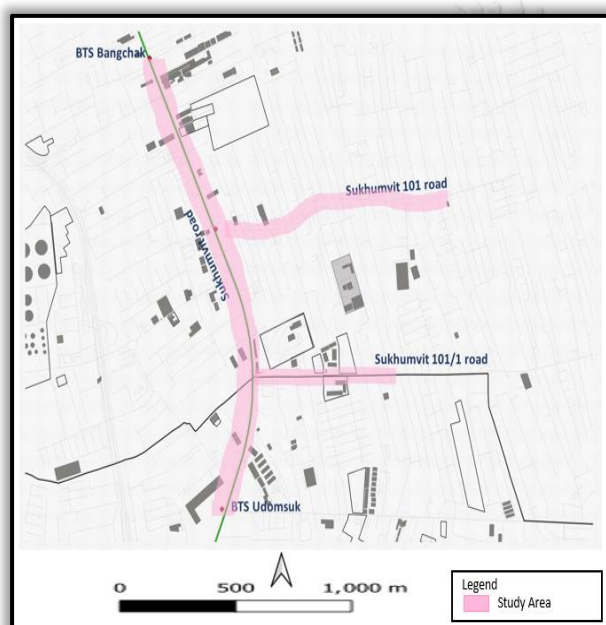 BTS Bangchak
Sukhumvit 101 road
Sukhumvit road
Sukhumvit 101/1 road
BTS Udomsuk
0 500 1,000 m
Legend
Study Area